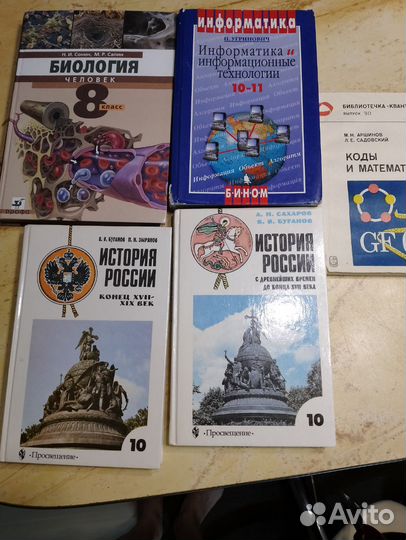 Н.И. Сонин, М.Р. Сапин
БИОЛОГИЯ
ЧЕЛОВЕК
8 класс
ДРОФА
информатика
Н. УГРИНОВИЧ
Информатика и
информационные
технологии
10-11
Информация Объект Алгоритм
БИНОМ
БИБЛИОТЕЧКА «КВАНТ
ВЫПУСК 30
М.Н. АРШИНОВ
Л.Е. САДОВСКИЙ
КОДЫ
И МАТЕМАТ
GF
В. И. БУГАНОВ П. Н. ЗЫРЯНОВ
ИСТОРИЯ
РОССИИ
КОНЕЦ XVII-
XIX ВЕК
10
«Просвещение»
А. Н. САХАРОВ
В. И. БУГАНОВ
ИСТОРИЯ
РОССИИ
С ДРЕВНЕЙШИХ ВРЕМЕН
ДО КОНЦА XVII ВЕКА
10
«Просвещение»
Avito